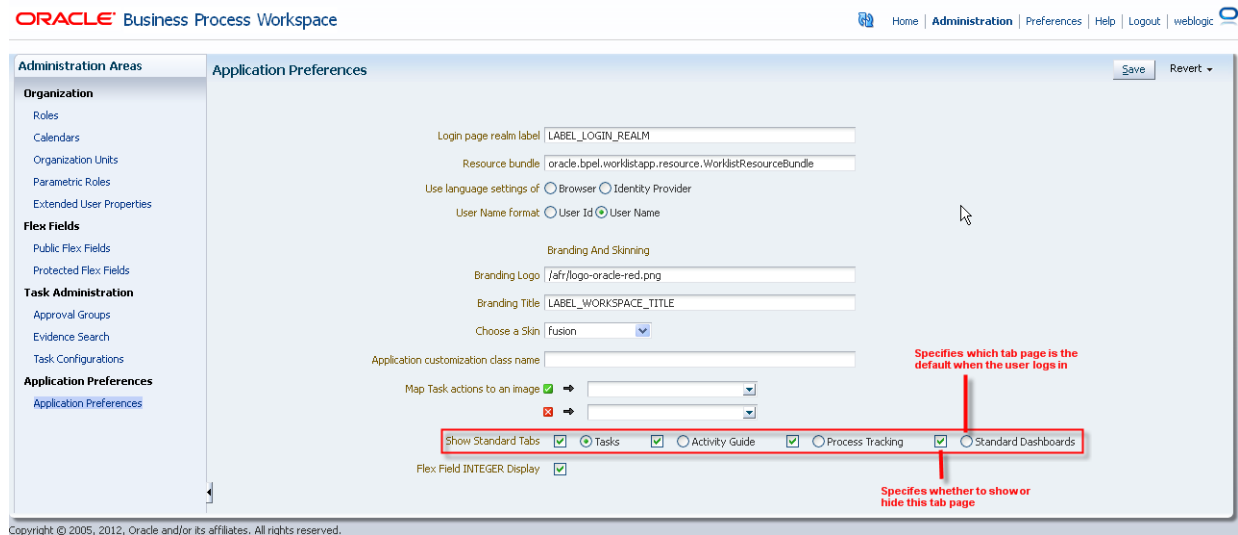 ORACLE Business Process Workspace
Home | Administration | Preferences | Help | Logout | weblogic
Administration Areas
Organization
Roles
Calendars
Organization Units
Parametric Roles
Extended User Properties
Flex Fields
Public Flex Fields
Protected Flex Fields
Task Administration
Approval Groups
Evidence Search
Task Configurations
Application Preferences
Application Preferences
Application Preferences
Save Revert
Login page realm label LABEL_LOGIN_REALM
Resource bundle oracle.bpel.worklistapp.resource.WorklistResourceBundle
Use language settings of Browser Identity Provider
User Name format User Id User Name
Branding And Skinning
Branding Logo /afr/logo-oracle-red.png
Branding Title LABEL_WORKSPACE_TITLE
Choose a Skin fusion
Application customization class name
Map Task actions to an image
Specifies which tab page is the
default when the user logs in
Show Standard Tabs Tasks Activity Guide Process Tracking Standard Dashboards
Flex Field INTEGER Display
Specifes whether to show or
hide this tab page
Copyright © 2005, 2012, Oracle and/or its affiliates. All rights reserved.